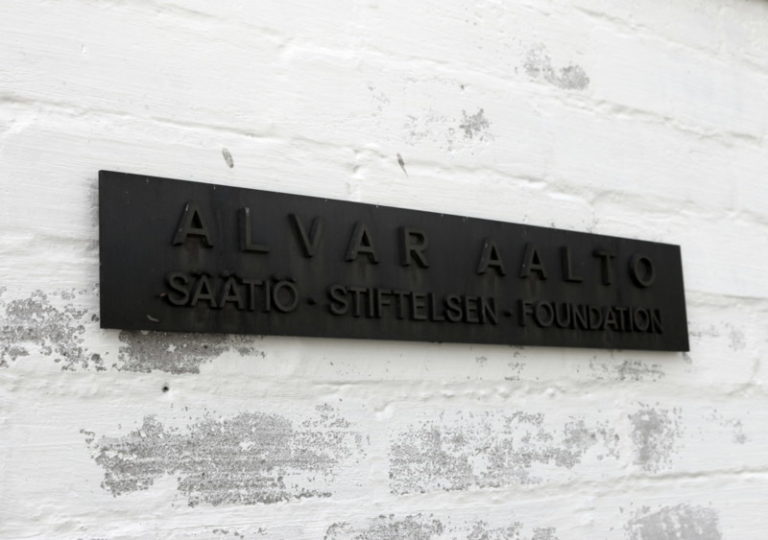 ALVAR AALTO
SÄÄTIÖ · STIFTELSEN · FOUNDATION